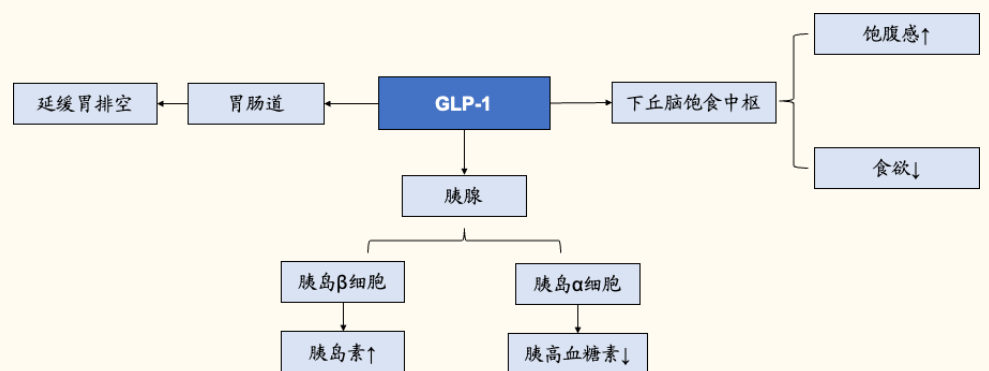 饱腹感↑
延缓胃排空
胃肠道
GLP-1
下丘脑饱食中枢
食欲↓
胰腺
胰岛β细胞
胰岛α细胞
胰岛素↑
胰高血糖素↓